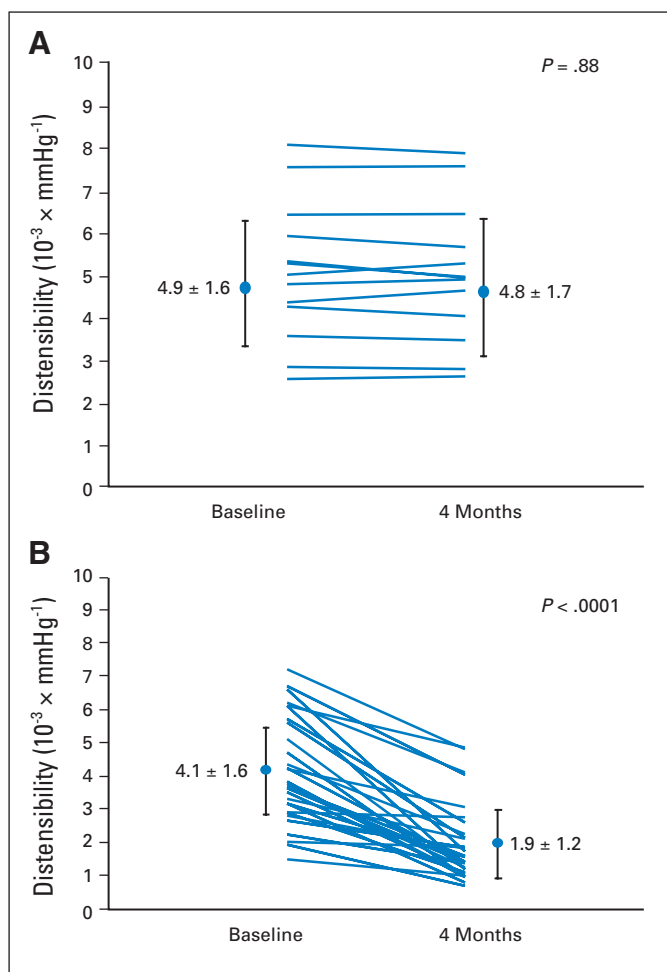 A
P = .88
Distensibility (10⁻³ × mmHg⁻¹)
10
9
8
7
6
5
4
3
2
1
0
4.9 ± 1.6
4.8 ± 1.7
Baseline
4 Months
B
P < .0001
Distensibility (10⁻³ × mmHg⁻¹)
10
9
8
7
6
5
4
3
2
1
0
4.1 ± 1.6
1.9 ± 1.2
Baseline
4 Months